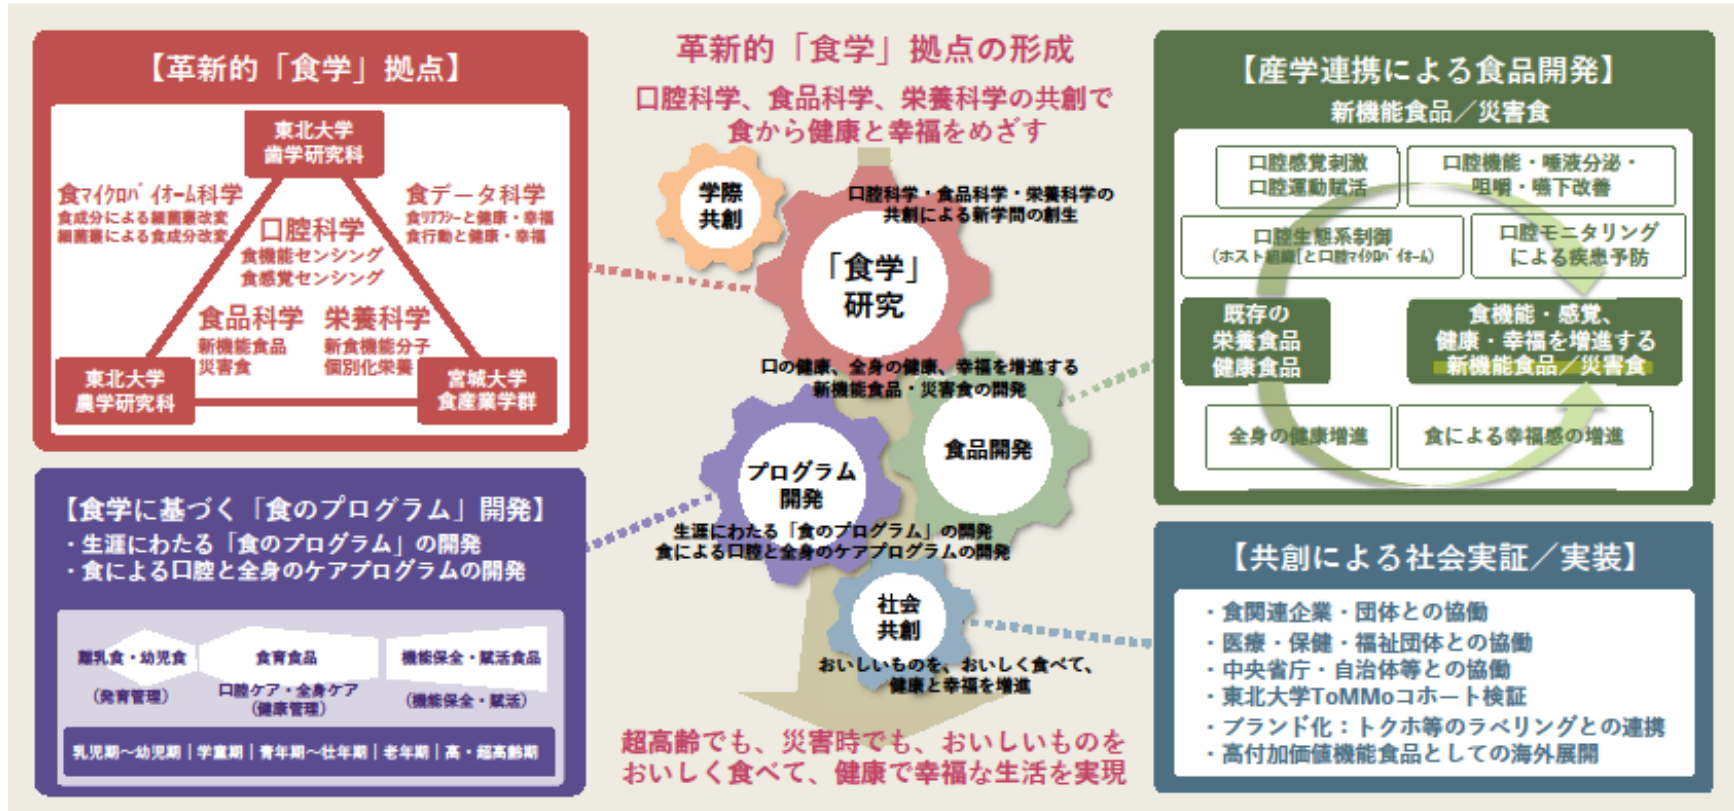 【革新的「食学」拠点】
東北大学
歯学研究科
食マイクロバイオーム科学
食成分による細菌叢改変
細菌叢による食成分改変
食データ科学
食リテラシーと健康・幸福
食行動と健康・幸福
口腔科学
食機能センシング
食感覚センシング
食品科学
新機能食品
災害食
栄養科学
新食機能分子
個別化栄養
東北大学
農学研究科
宮城大学
食産業学群
【食学に基づく「食のプログラム」開発】
・生涯にわたる「食のプログラム」の開発
・食による口腔と全身のケアプログラムの開発
離乳食・幼児食
(発育管理)
食育食品
口腔ケア・全身ケア
(健康管理)
機能保全・賦活食品
(機能保全・賦活)
乳児期～幼児期｜学童期｜青年期～壮年期｜老年期｜高・超高齢期
革新的「食学」拠点の形成
口腔科学、食品科学、栄養科学の共創で
食から健康と幸福をめざす
学際
共創
口腔科学・食品科学・栄養科学の
共創による新学問の創生
「食学」
研究
口の健康、全身の健康、幸福を増進する
新機能食品・災害食の開発
食品開発
プログラム
開発
生涯にわたる「食のプログラム」の開発
食による口腔と全身のケアプログラムの開発
社会
共創
おいしいものを、おいしく食べて、
健康と幸福を増進
超高齢でも、災害時でも、おいしいものを
おいしく食べて、健康で幸福な生活を実現
【産学連携による食品開発】
新機能食品／災害食
口腔感覚刺激
口腔運動賦活
口腔機能・唾液分泌・
咀嚼・嚥下改善
口腔生態系制御
(ホスト組織[と口腔マイクロバイオーム)
口腔モニタリング
による疾患予防
既存の
栄養食品
健康食品
食機能・感覚、
健康・幸福を増進する
新機能食品／災害食
全身の健康増進
食による幸福感の増進
【共創による社会実証／実装】
・食関連企業・団体との協働
・医療・保健・福祉団体との協働
・中央省庁・自治体等との協働
・東北大学ToMMoコホート検証
・ブランド化：トクホ等のラベリングとの連携
・高付加価値機能食品としての海外展開